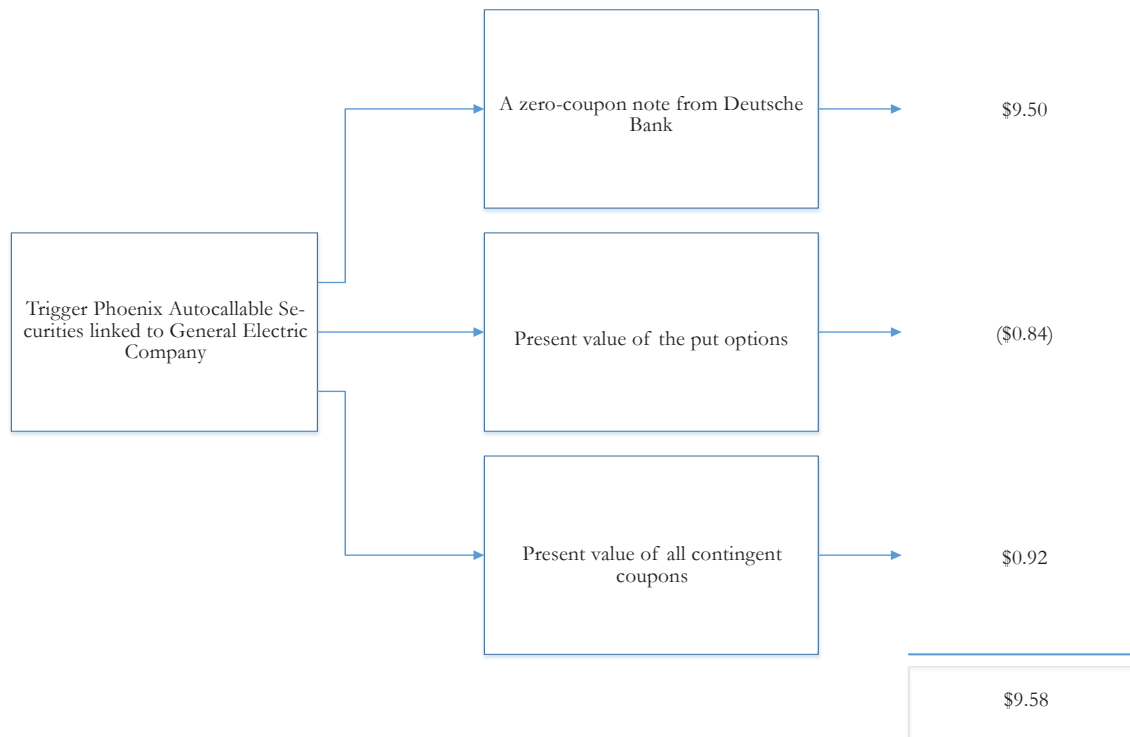 A zero-coupon note from Deutsche
Bank
$9.50
Trigger Phoenix Autocallable Se-
curities linked to General Electric
Company
Present value of the put options
($0.84)
Present value of all contingent
coupons
$0.92
$9.58